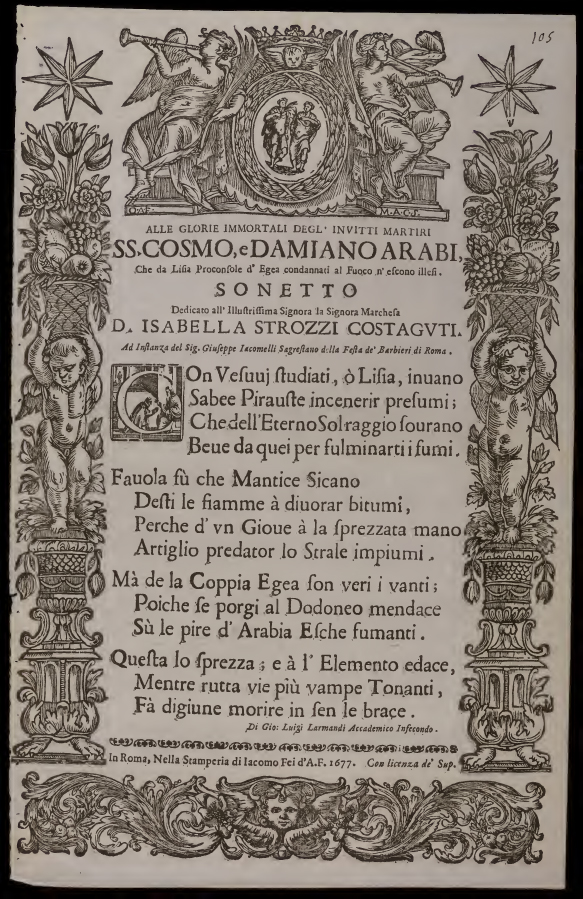 105
O.A.F.
M.A.C.I.
ALLE GLORIE IMMORTALI DEGL' INVITTI MARTIRI
SS. COSMO, e DAMIANO ARABI,
Che da Liſia Proconſole d' Egea condannati al Fuoco n' eſcono illeſi.
SONETTO
Dedicato all' Illuſtriſſima Signora la Signora Marcheſa
D. ISABELLA STROZZI COSTAGVTI.
Ad Inſtanza del Sig. Giuſeppe Iacomelli Sagreſtano della Feſta de' Barbieri di Roma.
COn Veſuuj ſtudiati, ò Liſia, inuano
Sabee Pirauſte incenerir preſumi;
Che dell'Eterno Sol raggio ſourano
Beue da quei per fulminarti i fumi.
Fauola fù che Mantice Sicano
Deſti le fiamme à diuorar bitumi,
Perche d' vn Gioue à la ſprezzata mano
Artiglio predator lo Strale impiumi.
Mà de la Coppia Egea ſon veri i vanti;
Poiche ſe porgi al Dodoneo mendace
Sù le pire d' Arabia Eſche fumanti.
Queſta lo ſprezza; e à l' Elemento edace,
Mentre rutta vie più vampe Tonanti,
Fà digiune morire in ſen le brace.
Di Gio: Luigi Larmandi Accademico Infecondo.
In Roma, Nella Stamperia di Iacomo Fei d'A.F. 1677. Con licenza de' Sup.